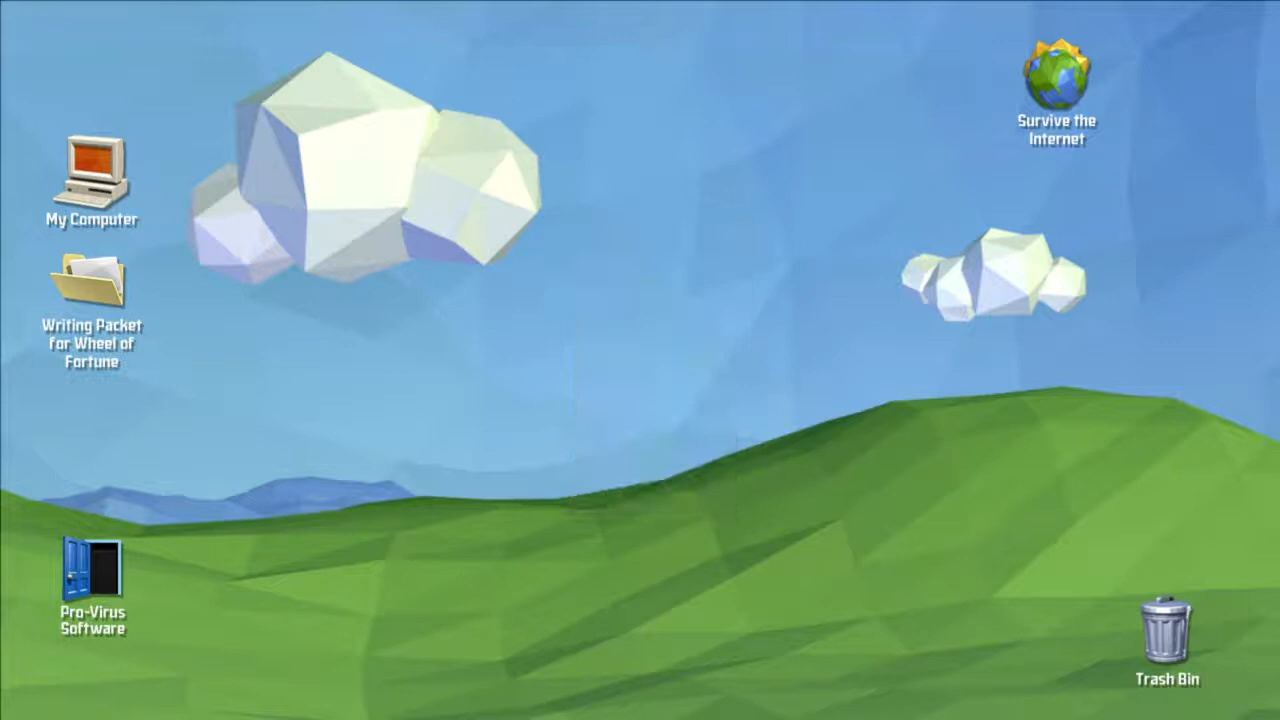 Survive the
Internet
My Computer
Writing Packet
for Wheel of
Fortune
Pro-Virus
Software
Trash Bin